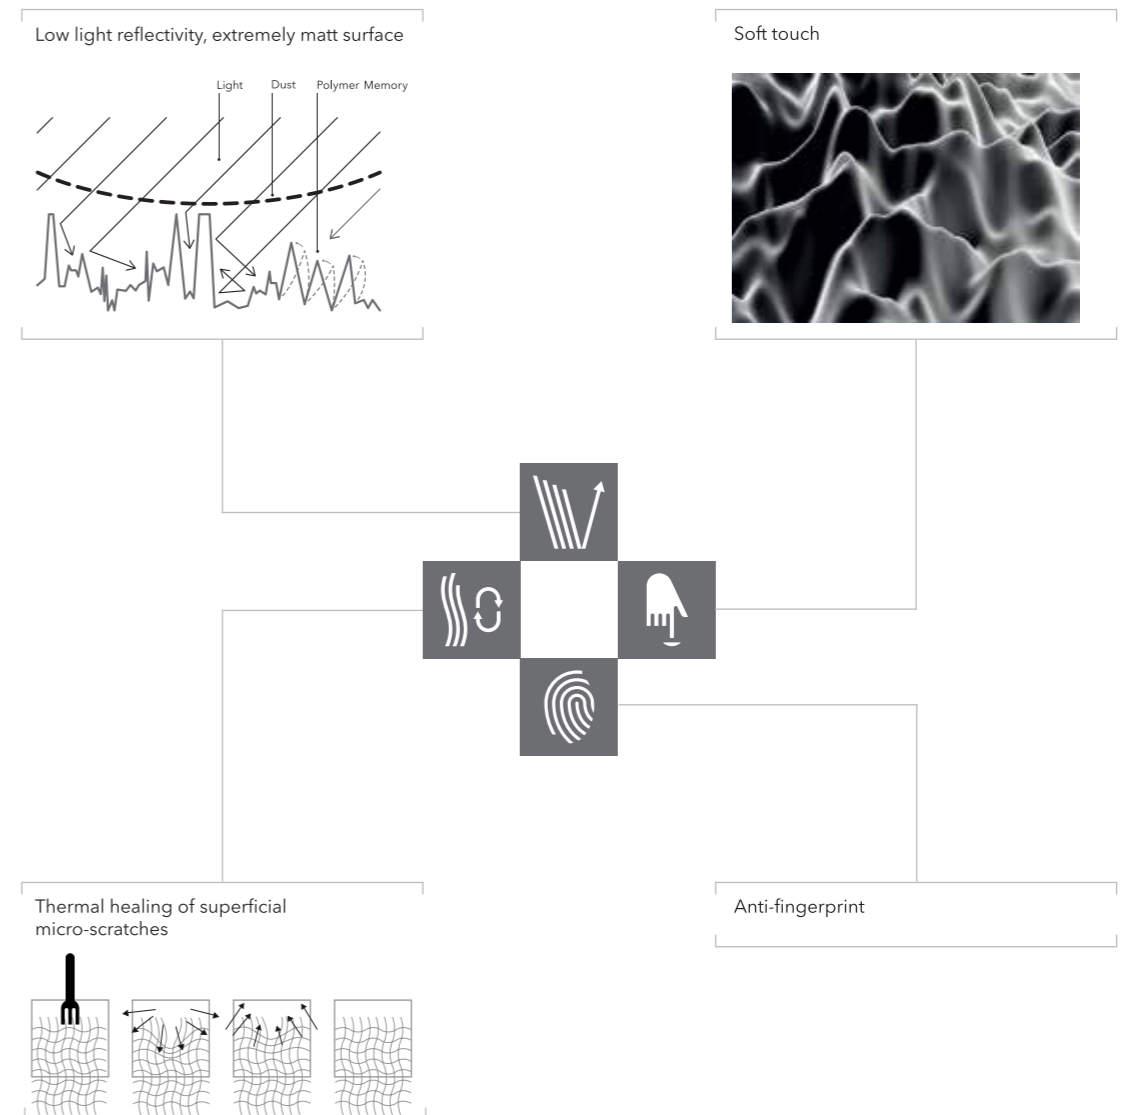 Low light reflectivity, extremely matt surface
Light
Dust
Polymer Memory
Soft touch
Thermal healing of superficial
micro-scratches
Anti-fingerprint